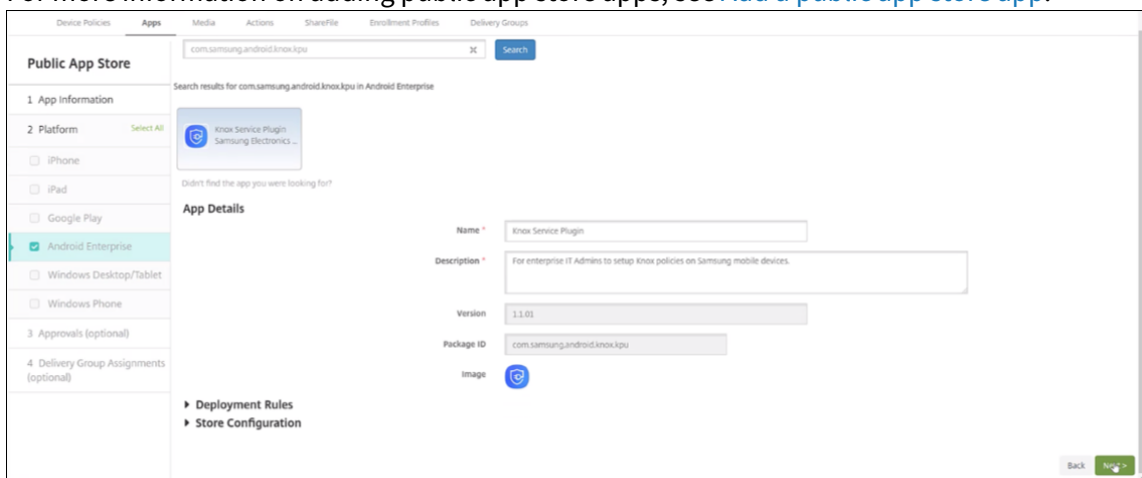 For more information on adding public app store apps, see Add a public app store app.
Device Policies Apps Media Actions ShareFile Enrollment Profiles Delivery Groups
com.samsung.android.knox.kpu Search
Public App Store
Search results for com.samsung.android.knox.kpu in Android Enterprise
1 App Information
2 Platform Select All
Knox Service Plugin
Samsung Electronics ...
iPhone
iPad
Didn't find the app you were looking for?
Google Play
App Details
Name * Knox Service Plugin
Android Enterprise
Description * For enterprise IT Admins to setup Knox policies on Samsung mobile devices.
Windows Desktop/Tablet
Windows Phone
Version 1.1.01
3 Approvals (optional)
Package ID com.samsung.android.knox.kpu
4 Delivery Group Assignments
(optional)
Image
Deployment Rules
Store Configuration
Back Next >